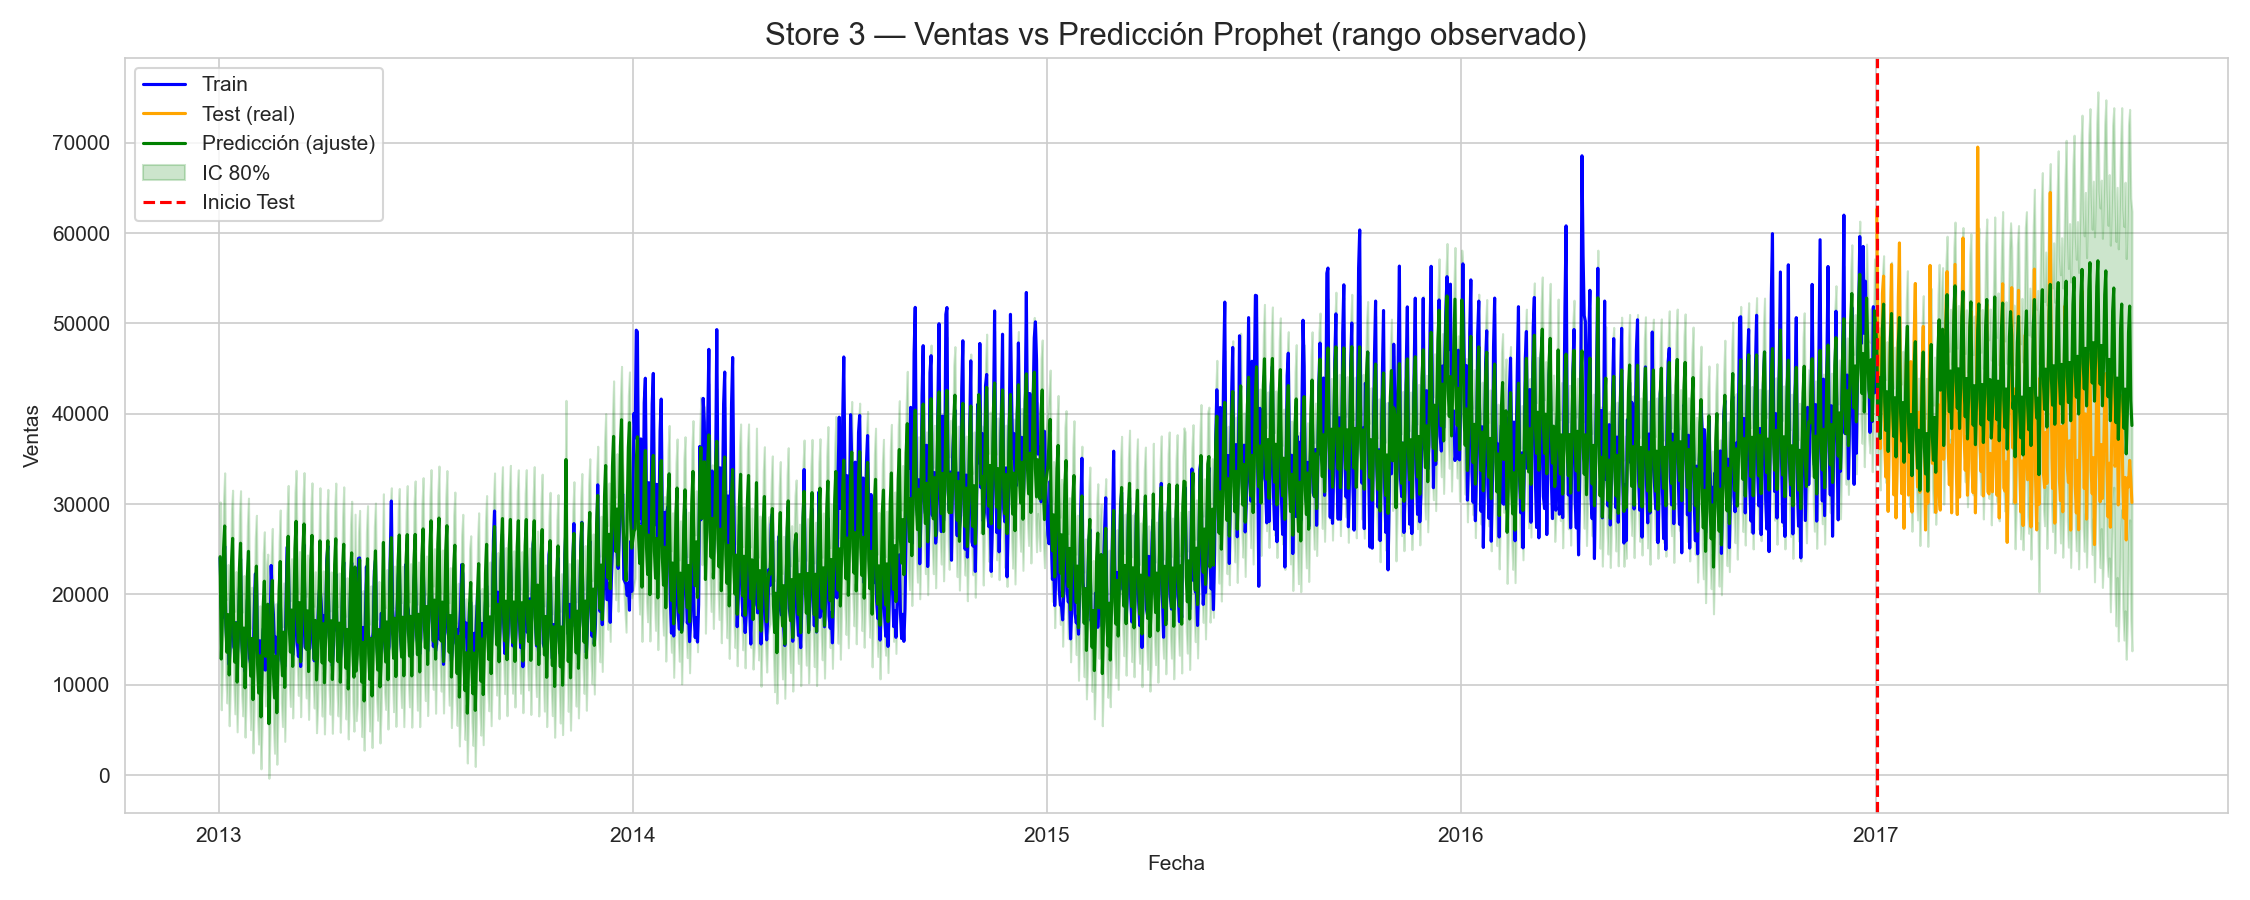 Store 3 — Ventas vs Predicción Prophet (rango observado)
Train
Test (real)
Predicción (ajuste)
IC 80%
Inicio Test
70000
60000
50000
40000
30000
20000
10000
0
Ventas
2013
2014
2015
2016
2017
Fecha